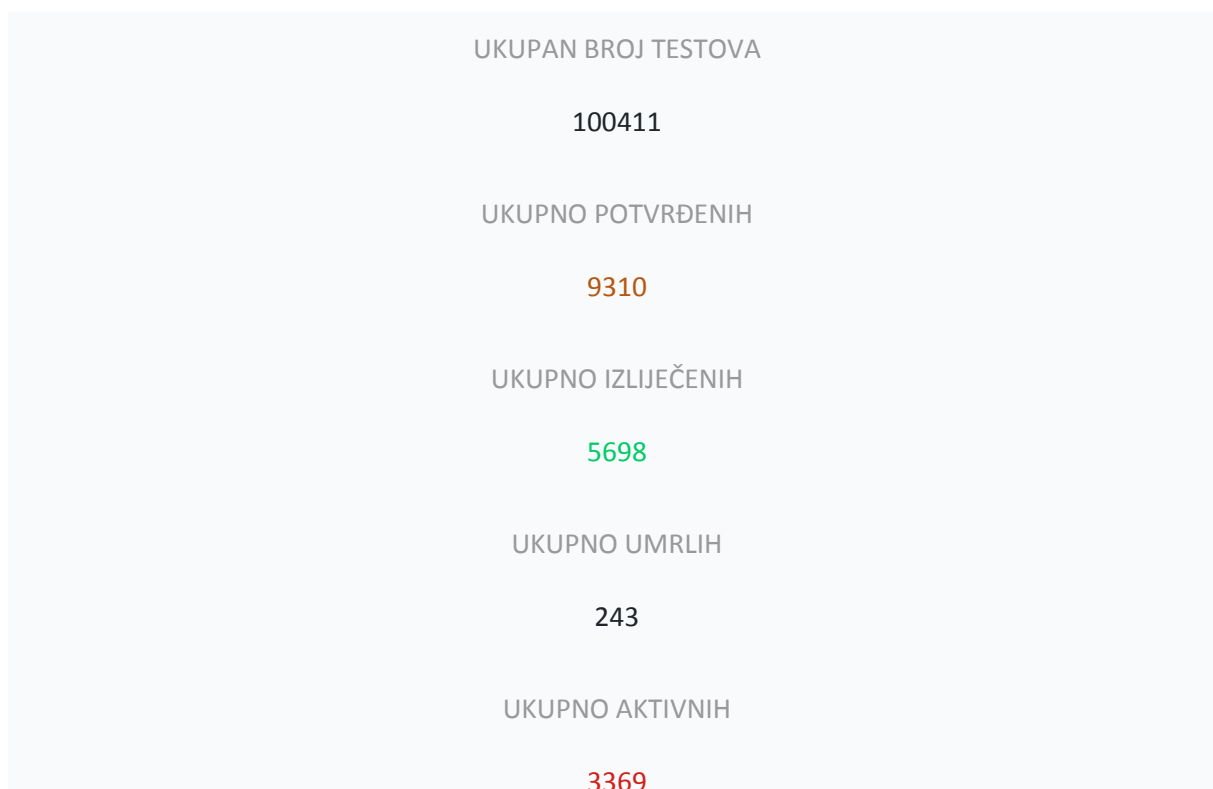 UKUPAN BROJ TESTOVA
100411
UKUPNO POTVRĐENIH
9310
UKUPNO IZLIJEČENIH
5698
UKUPNO UMRLIH
243
UKUPNO AKTIVNIH
3369